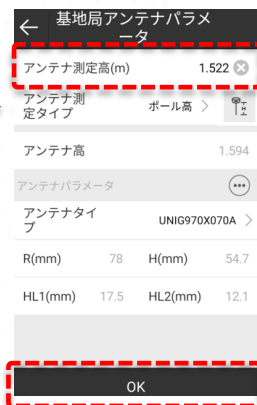 基地局アンテナパラメ
ータ
アンテナ測定高(m) 1.522
アンテナ測
定タイプ ポール高
アンテナ高 1.594
アンテナパラメータ
アンテナタイ
プ UNIG970X070A
R(mm) 78 H(mm) 54.7
HL1(mm) 17.5 HL2(mm) 12.1
OK